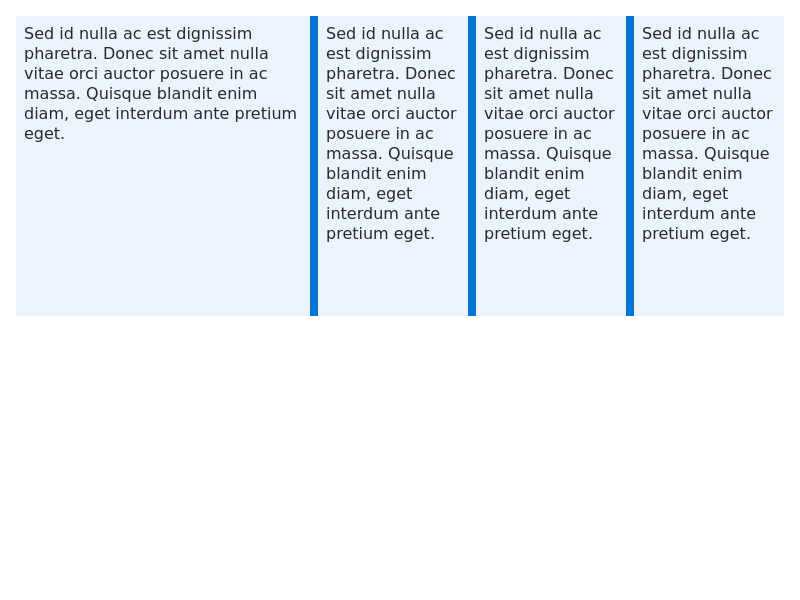 Sed id nulla ac est dignissim
pharetra. Donec sit amet nulla
vitae orci auctor posuere in ac
massa. Quisque blandit enim
diam, eget interdum ante pretium
eget.
Sed id nulla ac
est dignissim
pharetra. Donec
sit amet nulla
vitae orci auctor
posuere in ac
massa. Quisque
blandit enim
diam, eget
interdum ante
pretium eget.
Sed id nulla ac
est dignissim
pharetra. Donec
sit amet nulla
vitae orci auctor
posuere in ac
massa. Quisque
blandit enim
diam, eget
interdum ante
pretium eget.
Sed id nulla ac
est dignissim
pharetra. Donec
sit amet nulla
vitae orci auctor
posuere in ac
massa. Quisque
blandit enim
diam, eget
interdum ante
pretium eget.